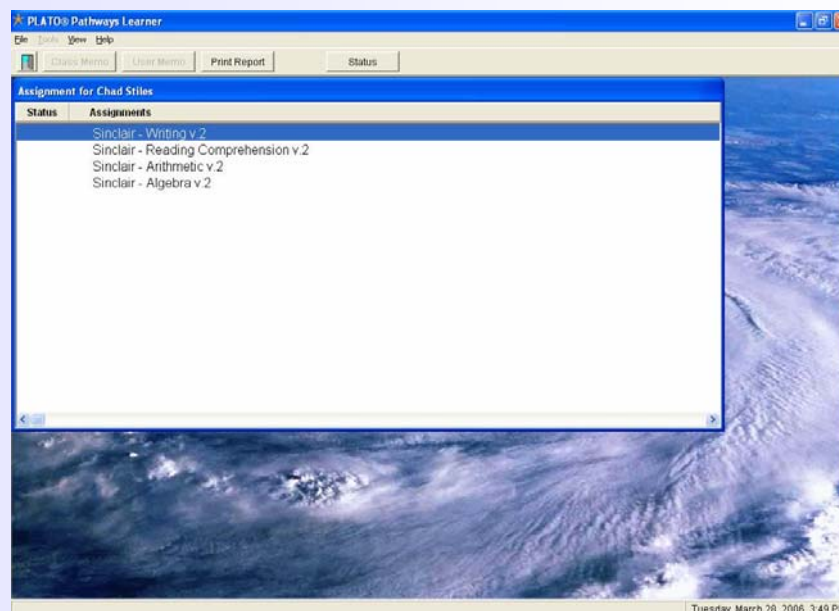 PLATO® Pathways Learner
File Tools View Help
Class Memo User Memo Print Report Status
Assignment for Chad Stiles
Status Assignments
Sinclair - Writing v.2
Sinclair - Reading Comprehension v.2
Sinclair - Arithmetic v.2
Sinclair - Algebra v.2
Tuesday, March 28, 2006, 3:49 P